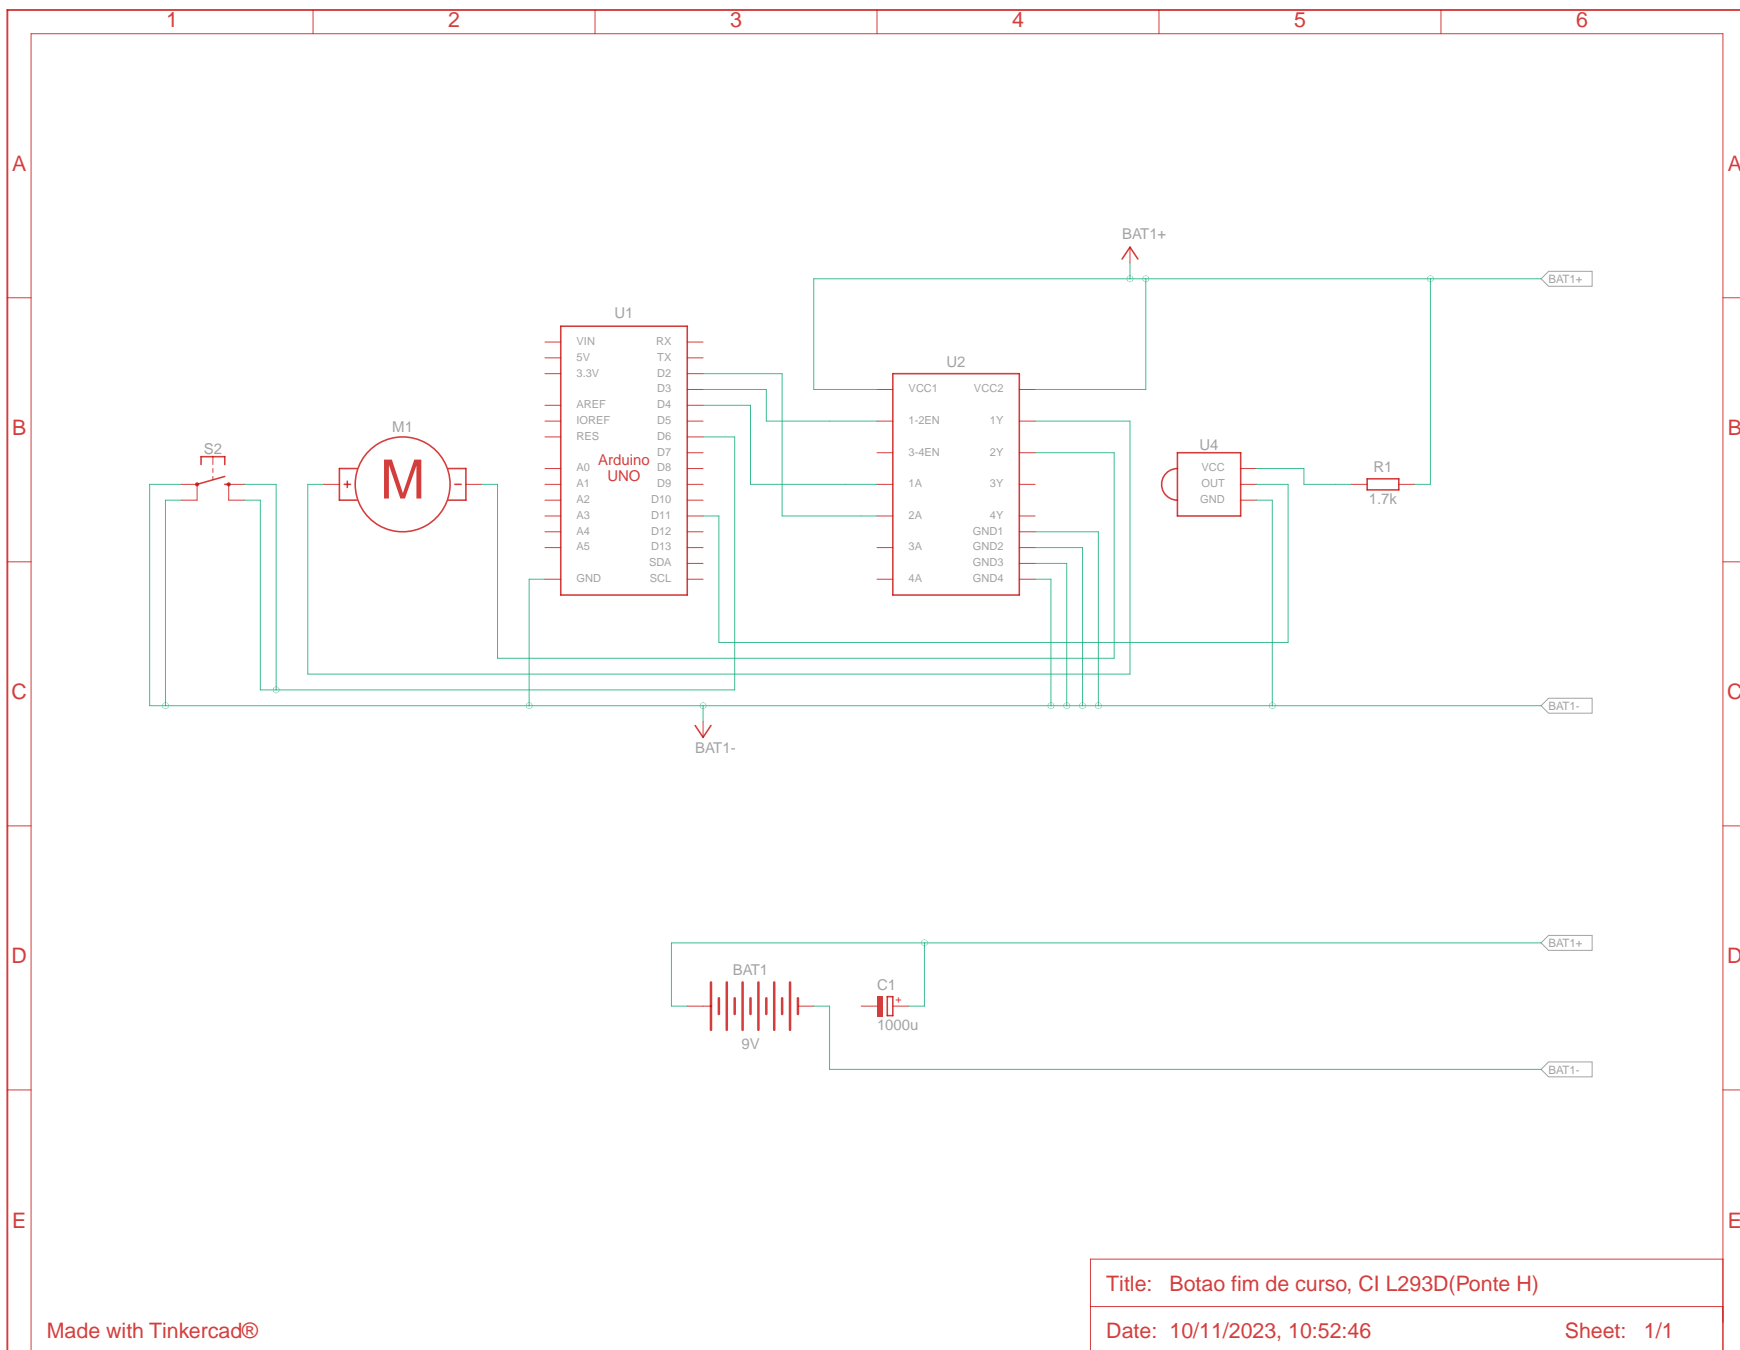 1 2 3 4 5 6
A A
BAT1+
BAT1+
U1
VIN RX
5V TX
3.3V D2
D3
AREF D4
IOREF D5
RES D6
D7
A0 D8
A1 D9
A2 D10
A3 D11
A4 D12
A5 D13
SDA
GND SCL
Arduino
UNO
U2
VCC1 VCC2
1-2EN 1Y
3-4EN 2Y
1A 3Y
2A 4Y
GND1
3A GND2
GND3
4A GND4
B B
S2
M1
M
+ -
U4
VCC
OUT
GND
R1
1.7k
C C
BAT1-
BAT1-
D D
BAT1+
BAT1
9V
C1
+
1000u
BAT1-
E E
Title: Botao fim de curso, CI L293D(Ponte H)
Made with Tinkercad®
Date: 10/11/2023, 10:52:46 Sheet: 1/1